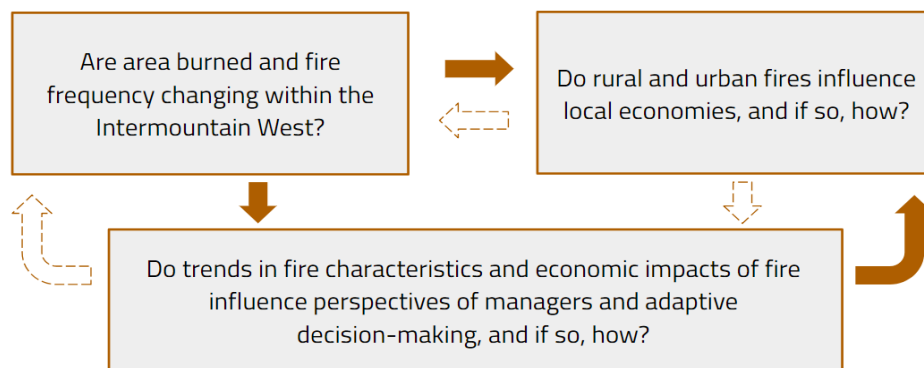 Are area burned and fire
frequency changing within the
Intermountain West?
Do rural and urban fires influence
local economies, and if so, how?
Do trends in fire characteristics and economic impacts of fire
influence perspectives of managers and adaptive
decision-making, and if so, how?